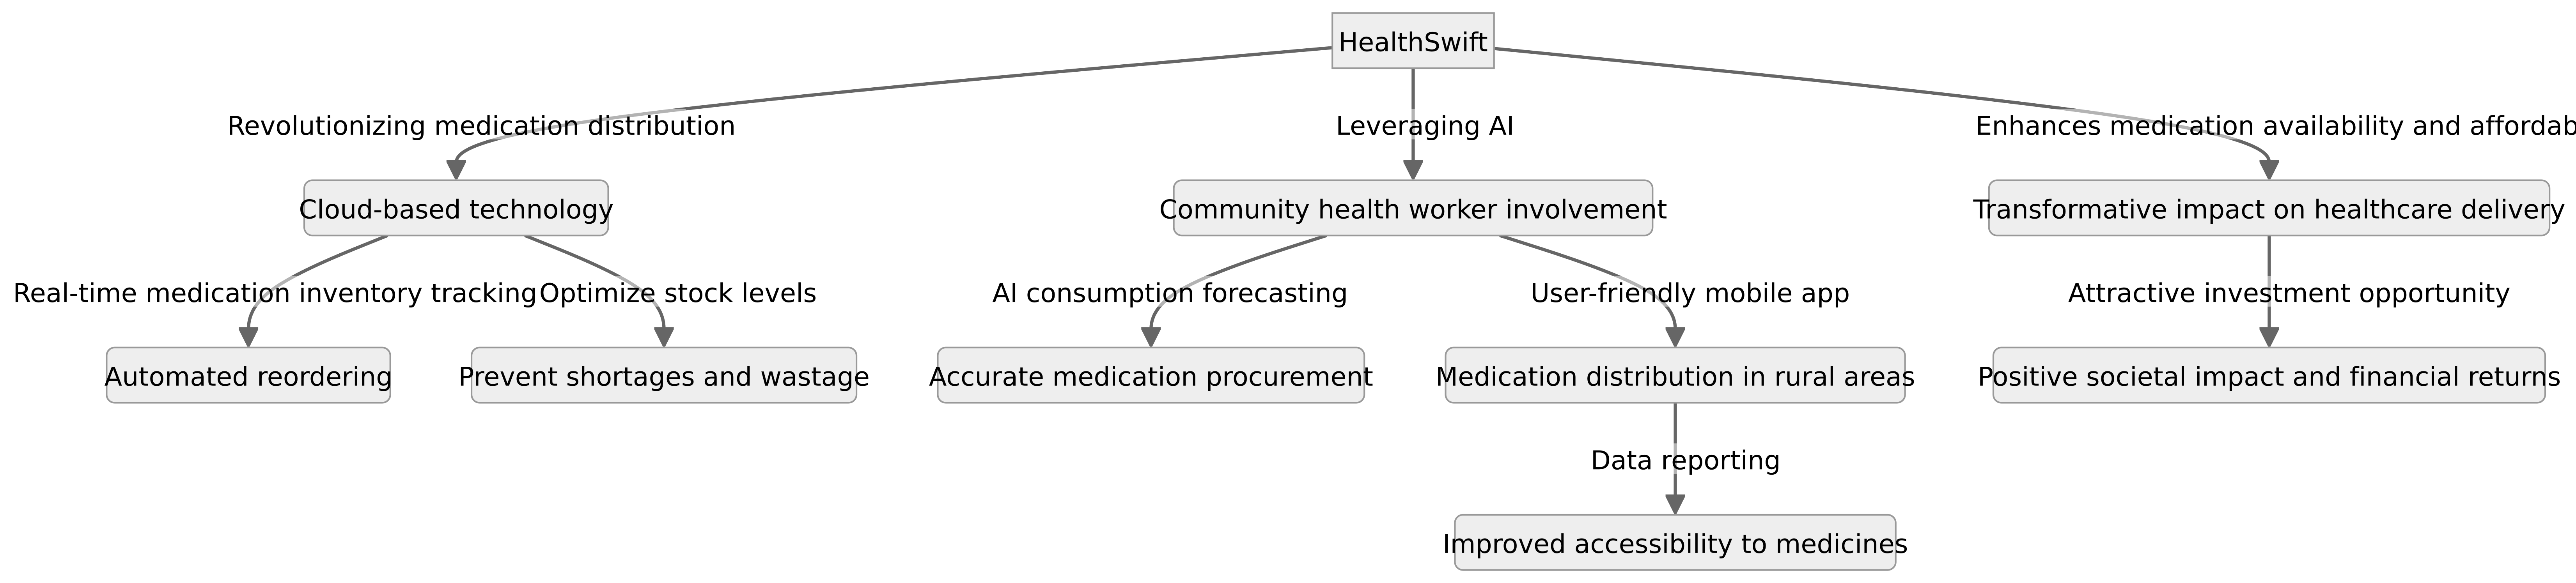 HealthSwift
Revolutionizing medication distribution
Leveraging AI
Enhances medication availability and affordab
Cloud-based technology
Community health worker involvement
Transformative impact on healthcare delivery
Real-time medication inventory tracking
Optimize stock levels
AI consumption forecasting
User-friendly mobile app
Attractive investment opportunity
Automated reordering
Prevent shortages and wastage
Accurate medication procurement
Medication distribution in rural areas
Positive societal impact and financial returns
Data reporting
Improved accessibility to medicines